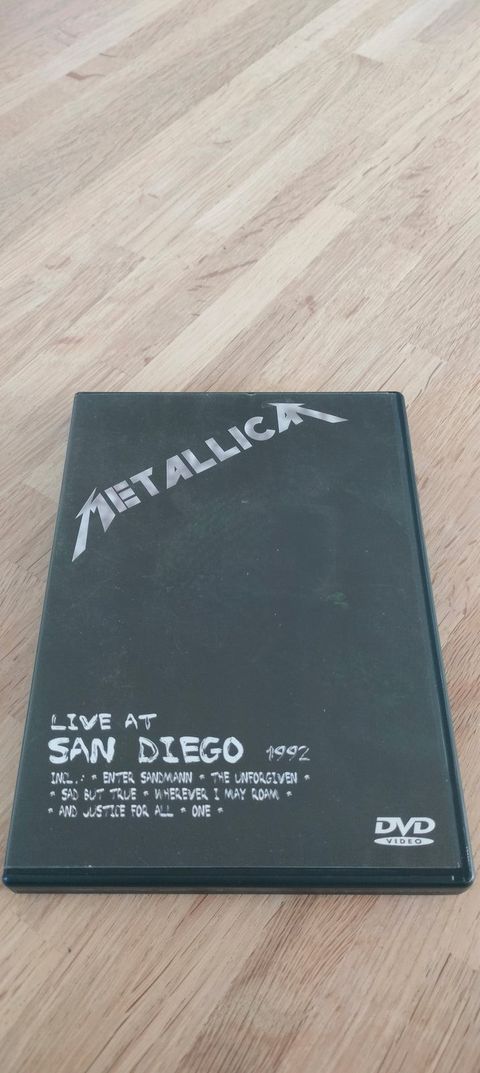 METALLICA
LIVE AT
SAN DIEGO 1992
INCL.: * ENTER SANDMANN * THE UNFORGIVEN *
* SAD BUT TRUE * WHEREVER I MAY ROAM *
* AND JUSTICE FOR ALL * ONE *
DVD
VIDEO